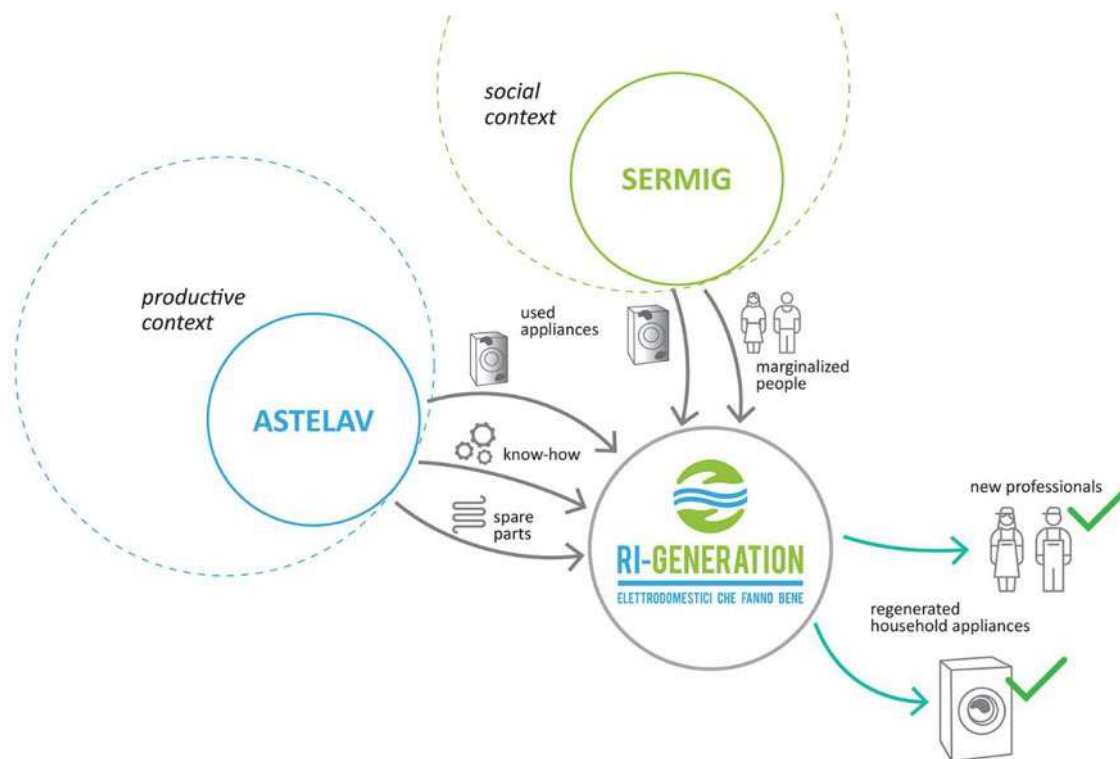 social
context
SERMIG
productive
context
ASTELAV
used
appliances
marginalized
people
know-how
spare
parts
RI-GENERATION
ELETTRODOMESTICI CHE FANNO BENE
new professionals
regenerated
household appliances